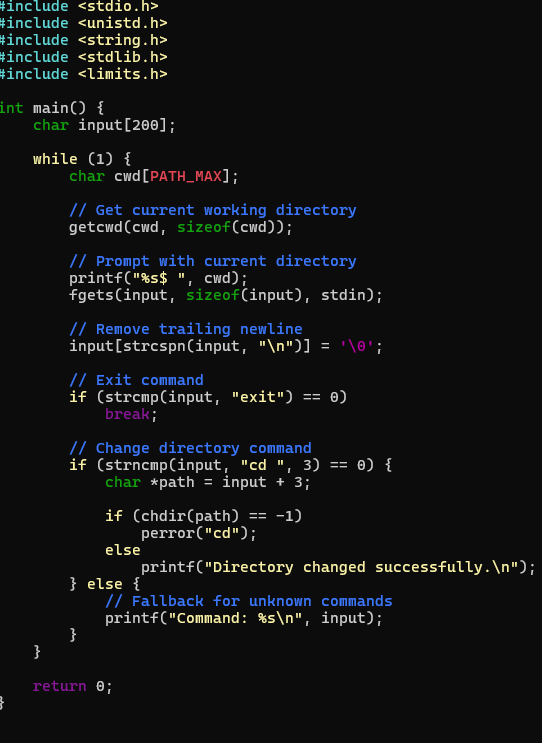 #include <stdio.h>
#include <unistd.h>
#include <string.h>
#include <stdlib.h>
#include <limits.h>

int main() {
    char input[200];

    while (1) {
        char cwd[PATH_MAX];

        // Get current working directory
        getcwd(cwd, sizeof(cwd));

        // Prompt with current directory
        printf("%s$ ", cwd);
        fgets(input, sizeof(input), stdin);

        // Remove trailing newline
        input[strcspn(input, "\n")] = '\0';

        // Exit command
        if (strcmp(input, "exit") == 0)
            break;

        // Change directory command
        if (strncmp(input, "cd ", 3) == 0) {
            char *path = input + 3;

            if (chdir(path) == -1)
                perror("cd");
            else
                printf("Directory changed successfully.\n");
        } else {
            // Fallback for unknown commands
            printf("Command: %s\n", input);
        }
    }

    return 0;
}